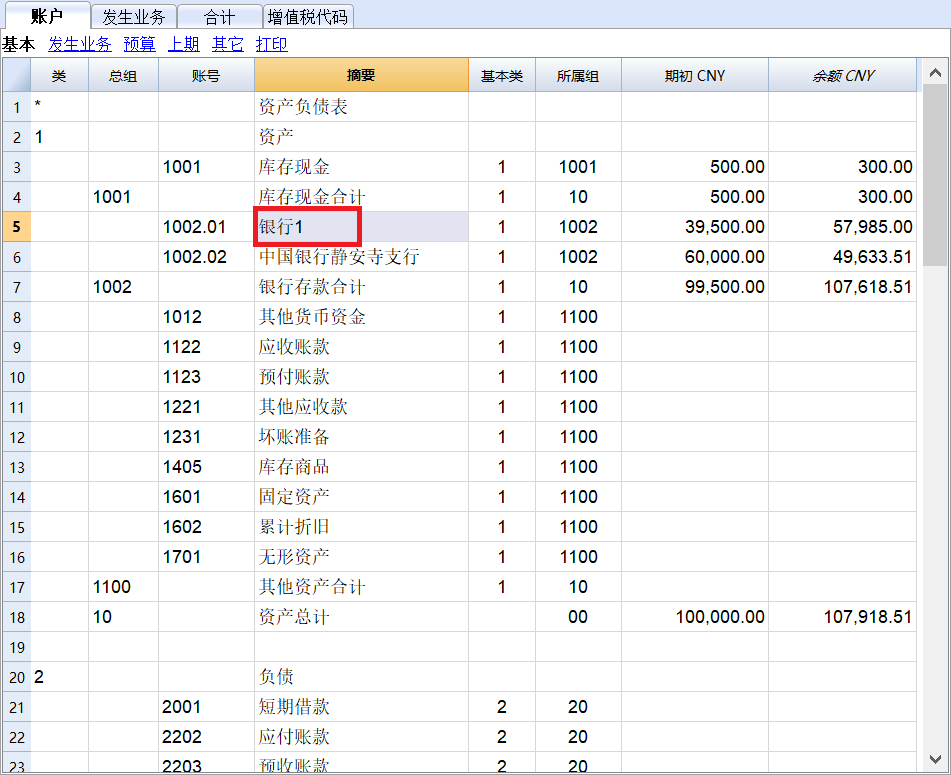 账户 发生业务 合计 增值税代码
基本 发生业务 预算 上期 其它 打印
类 总组 账号 摘要 基本类 所属组 期初 CNY 余额 CNY
1 * 资产负债表
2 1 资产
3 1001 库存现金 1 1001 500.00 300.00
4 1001 库存现金合计 1 10 500.00 300.00
5 1002.01 银行1 1 1002 39,500.00 57,985.00
6 1002.02 中国银行静安寺支行 1 1002 60,000.00 49,633.51
7 1002 银行存款合计 1 10 99,500.00 107,618.51
8 1012 其他货币资金 1 1100
9 1122 应收账款 1 1100
10 1123 预付账款 1 1100
11 1221 其他应收款 1 1100
12 1231 坏账准备 1 1100
13 1405 库存商品 1 1100
14 1601 固定资产 1 1100
15 1602 累计折旧 1 1100
16 1701 无形资产 1 1100
17 1100 其他资产合计 1 10
18 10 资产总计 00 100,000.00 107,918.51
19
20 2 负债
21 2001 短期借款 2 20
22 2202 应付账款 2 20
23 2203 预收账款 2 20